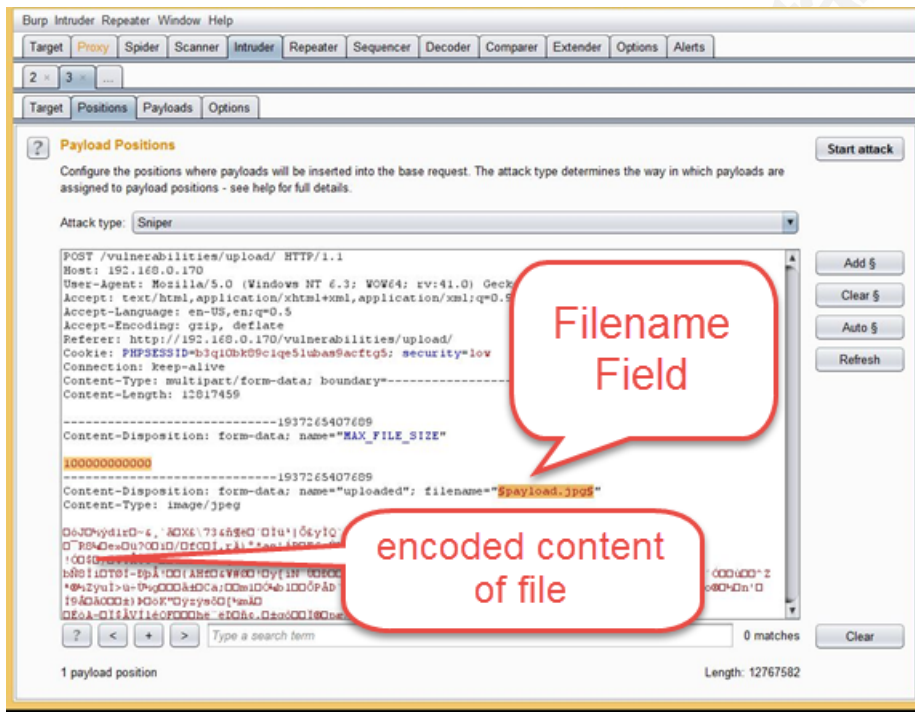 Burp Intruder Repeater Window Help
Target Proxy Spider Scanner Intruder Repeater Sequencer Decoder Comparer Extender Options Alerts
2 × 3 × ...
Target Positions Payloads Options
? Payload Positions
Start attack
Configure the positions where payloads will be inserted into the base request. The attack type determines the way in which payloads are
assigned to payload positions - see help for full details.
Attack type: Sniper
POST /vulnerabilities/upload/ HTTP/1.1
Host: 192.168.0.170
User-Agent: Mozilla/5.0 (Windows NT 6.3; WOW64; rv:41.0)
Accept: text/html,application/xhtml+xml,application/xml;q=0.9
Accept-Language: en-US,en;q=0.5
Accept-Encoding: gzip, deflate
Referer: http://192.168.0.170/vulnerabilities/upload/
Cookie: security=low
Connection: keep-alive
Content-Type: multipart/form-data; boundary=-------------------
Content-Length: 12817459
-----------------------------1937265407689
Content-Disposition: form-data; name="MAX_FILE_SIZE"
100000000000
-----------------------------1937265407689
Content-Disposition: form-data; name="uploaded"; filename="§payload.jpg§"
Content-Type: image/jpeg
Filename
Field
encoded content
of file
Add §
Clear §
Auto §
Refresh
? < + > Type a search term 0 matches Clear
1 payload position Length: 12767582